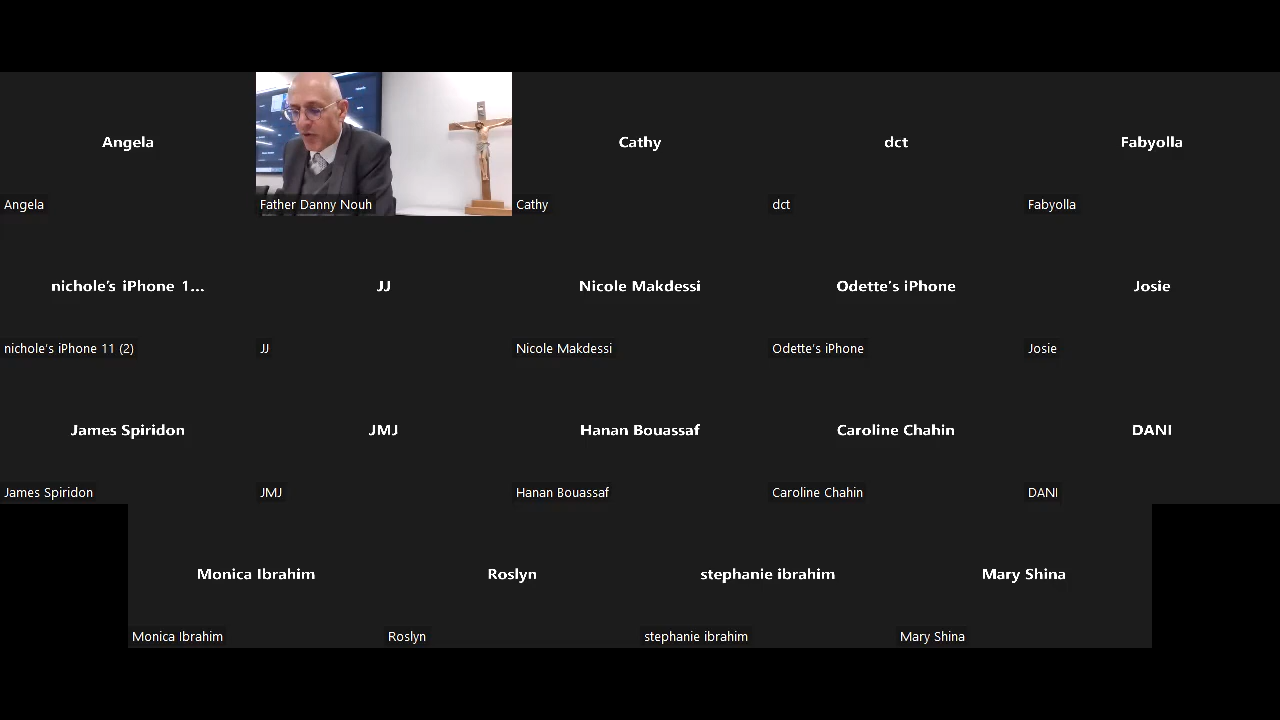 Angela
Angela
Father Danny Nouh
Cathy
Cathy
dct
dct
Fabyolla
Fabyolla
nichole's iPhone 1...
nichole's iPhone 11 (2)
JJ
JJ
Nicole Makdessi
Nicole Makdessi
Odette's iPhone
Odette's iPhone
Josie
Josie
James Spiridon
James Spiridon
JMJ
JMJ
Hanan Bouassaf
Hanan Bouassaf
Caroline Chahin
Caroline Chahin
DANI
DANI
Monica Ibrahim
Monica Ibrahim
Roslyn
Roslyn
stephanie ibrahim
stephanie ibrahim
Mary Shina
Mary Shina